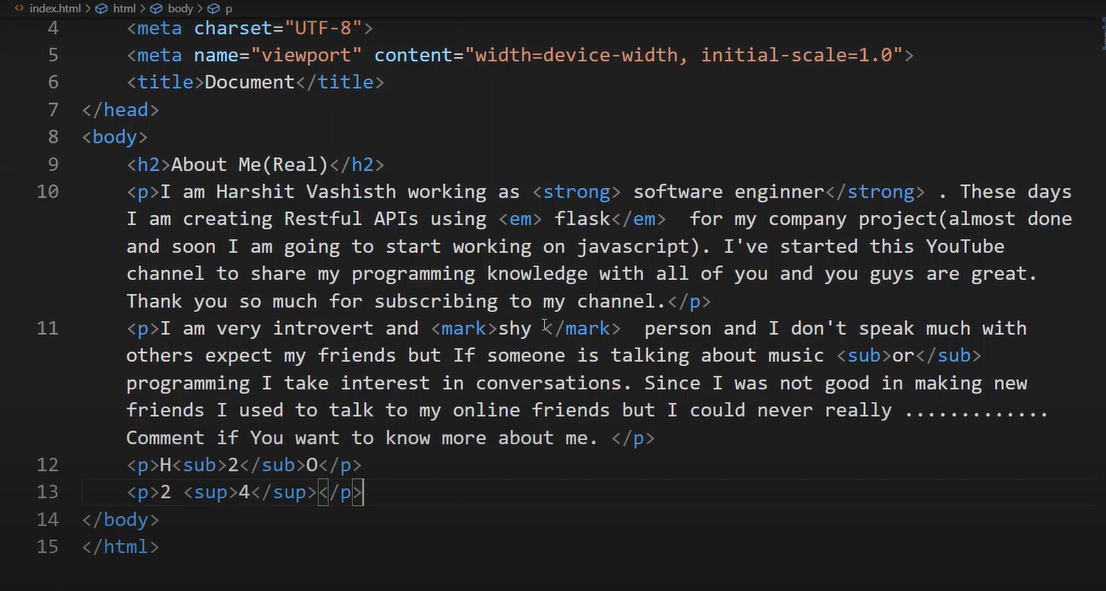 index.html > html > body > p
4 <meta charset="UTF-8">
5 <meta name="viewport" content="width=device-width, initial-scale=1.0">
6 <title>Document</title>
7 </head>
8 <body>
9 <h2>About Me(Real)</h2>
10 <p>I am Harshit Vashisth working as <strong> software enginner</strong> . These days
I am creating Restful APIs using <em> flask</em>  for my company project(almost done
and soon I am going to start working on javascript). I've started this YouTube
channel to share my programming knowledge with all of you and you guys are great.
Thank you so much for subscribing to my channel.</p>
11 <p>I am very introvert and <mark>shy </mark>  person and I don't speak much with
others expect my friends but If someone is talking about music <sub>or</sub>
programming I take interest in conversations. Since I was not good in making new
friends I used to talk to my online friends but I could never really .............
Comment if You want to know more about me. </p>
12 <p>H<sub>2</sub>O</p>
13 <p>2 <sup>4</sup></p>
14 </body>
15 </html>